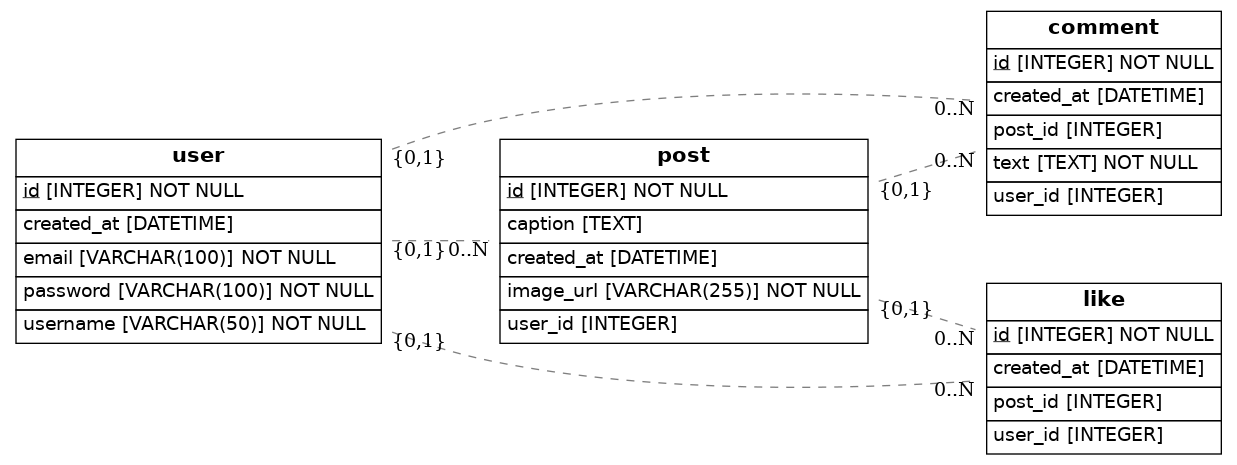 user
id [INTEGER] NOT NULL
created_at [DATETIME]
email [VARCHAR(100)] NOT NULL
password [VARCHAR(100)] NOT NULL
username [VARCHAR(50)] NOT NULL
{0,1}
{0,1}
0..N
{0,1}
post
id [INTEGER] NOT NULL
caption [TEXT]
created_at [DATETIME]
image_url [VARCHAR(255)] NOT NULL
user_id [INTEGER]
{0,1}
{0,1}
0..N
0..N
0..N
0..N
comment
id [INTEGER] NOT NULL
created_at [DATETIME]
post_id [INTEGER]
text [TEXT] NOT NULL
user_id [INTEGER]
like
id [INTEGER] NOT NULL
created_at [DATETIME]
post_id [INTEGER]
user_id [INTEGER]